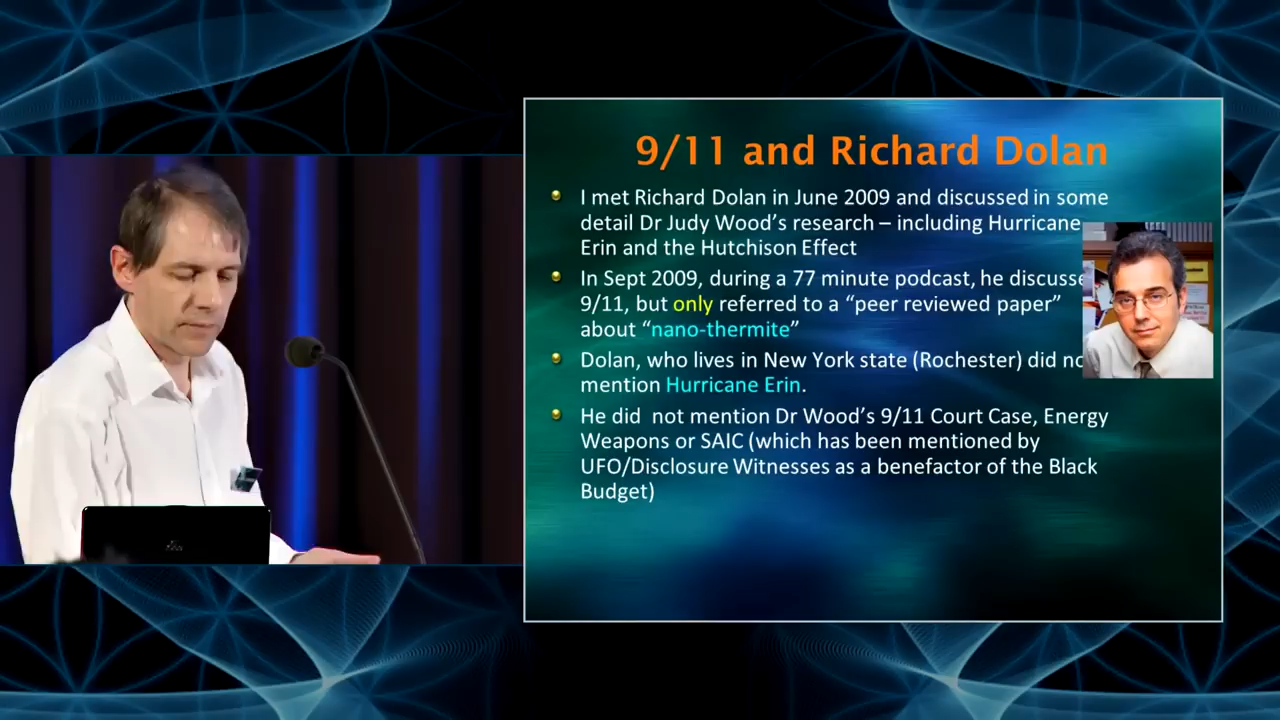 9/11 and Richard Dolan
I met Richard Dolan in June 2009 and discussed in some
detail Dr Judy Wood’s research – including Hurricane
Erin and the Hutchison Effect
In Sept 2009, during a 77 minute podcast, he discusse
9/11, but only referred to a “peer reviewed paper”
about “nano-thermite”
Dolan, who lives in New York state (Rochester) did no
mention Hurricane Erin.
He did  not mention Dr Wood’s 9/11 Court Case, Energy
Weapons or SAIC (which has been mentioned by
UFO/Disclosure Witnesses as a benefactor of the Black
Budget)